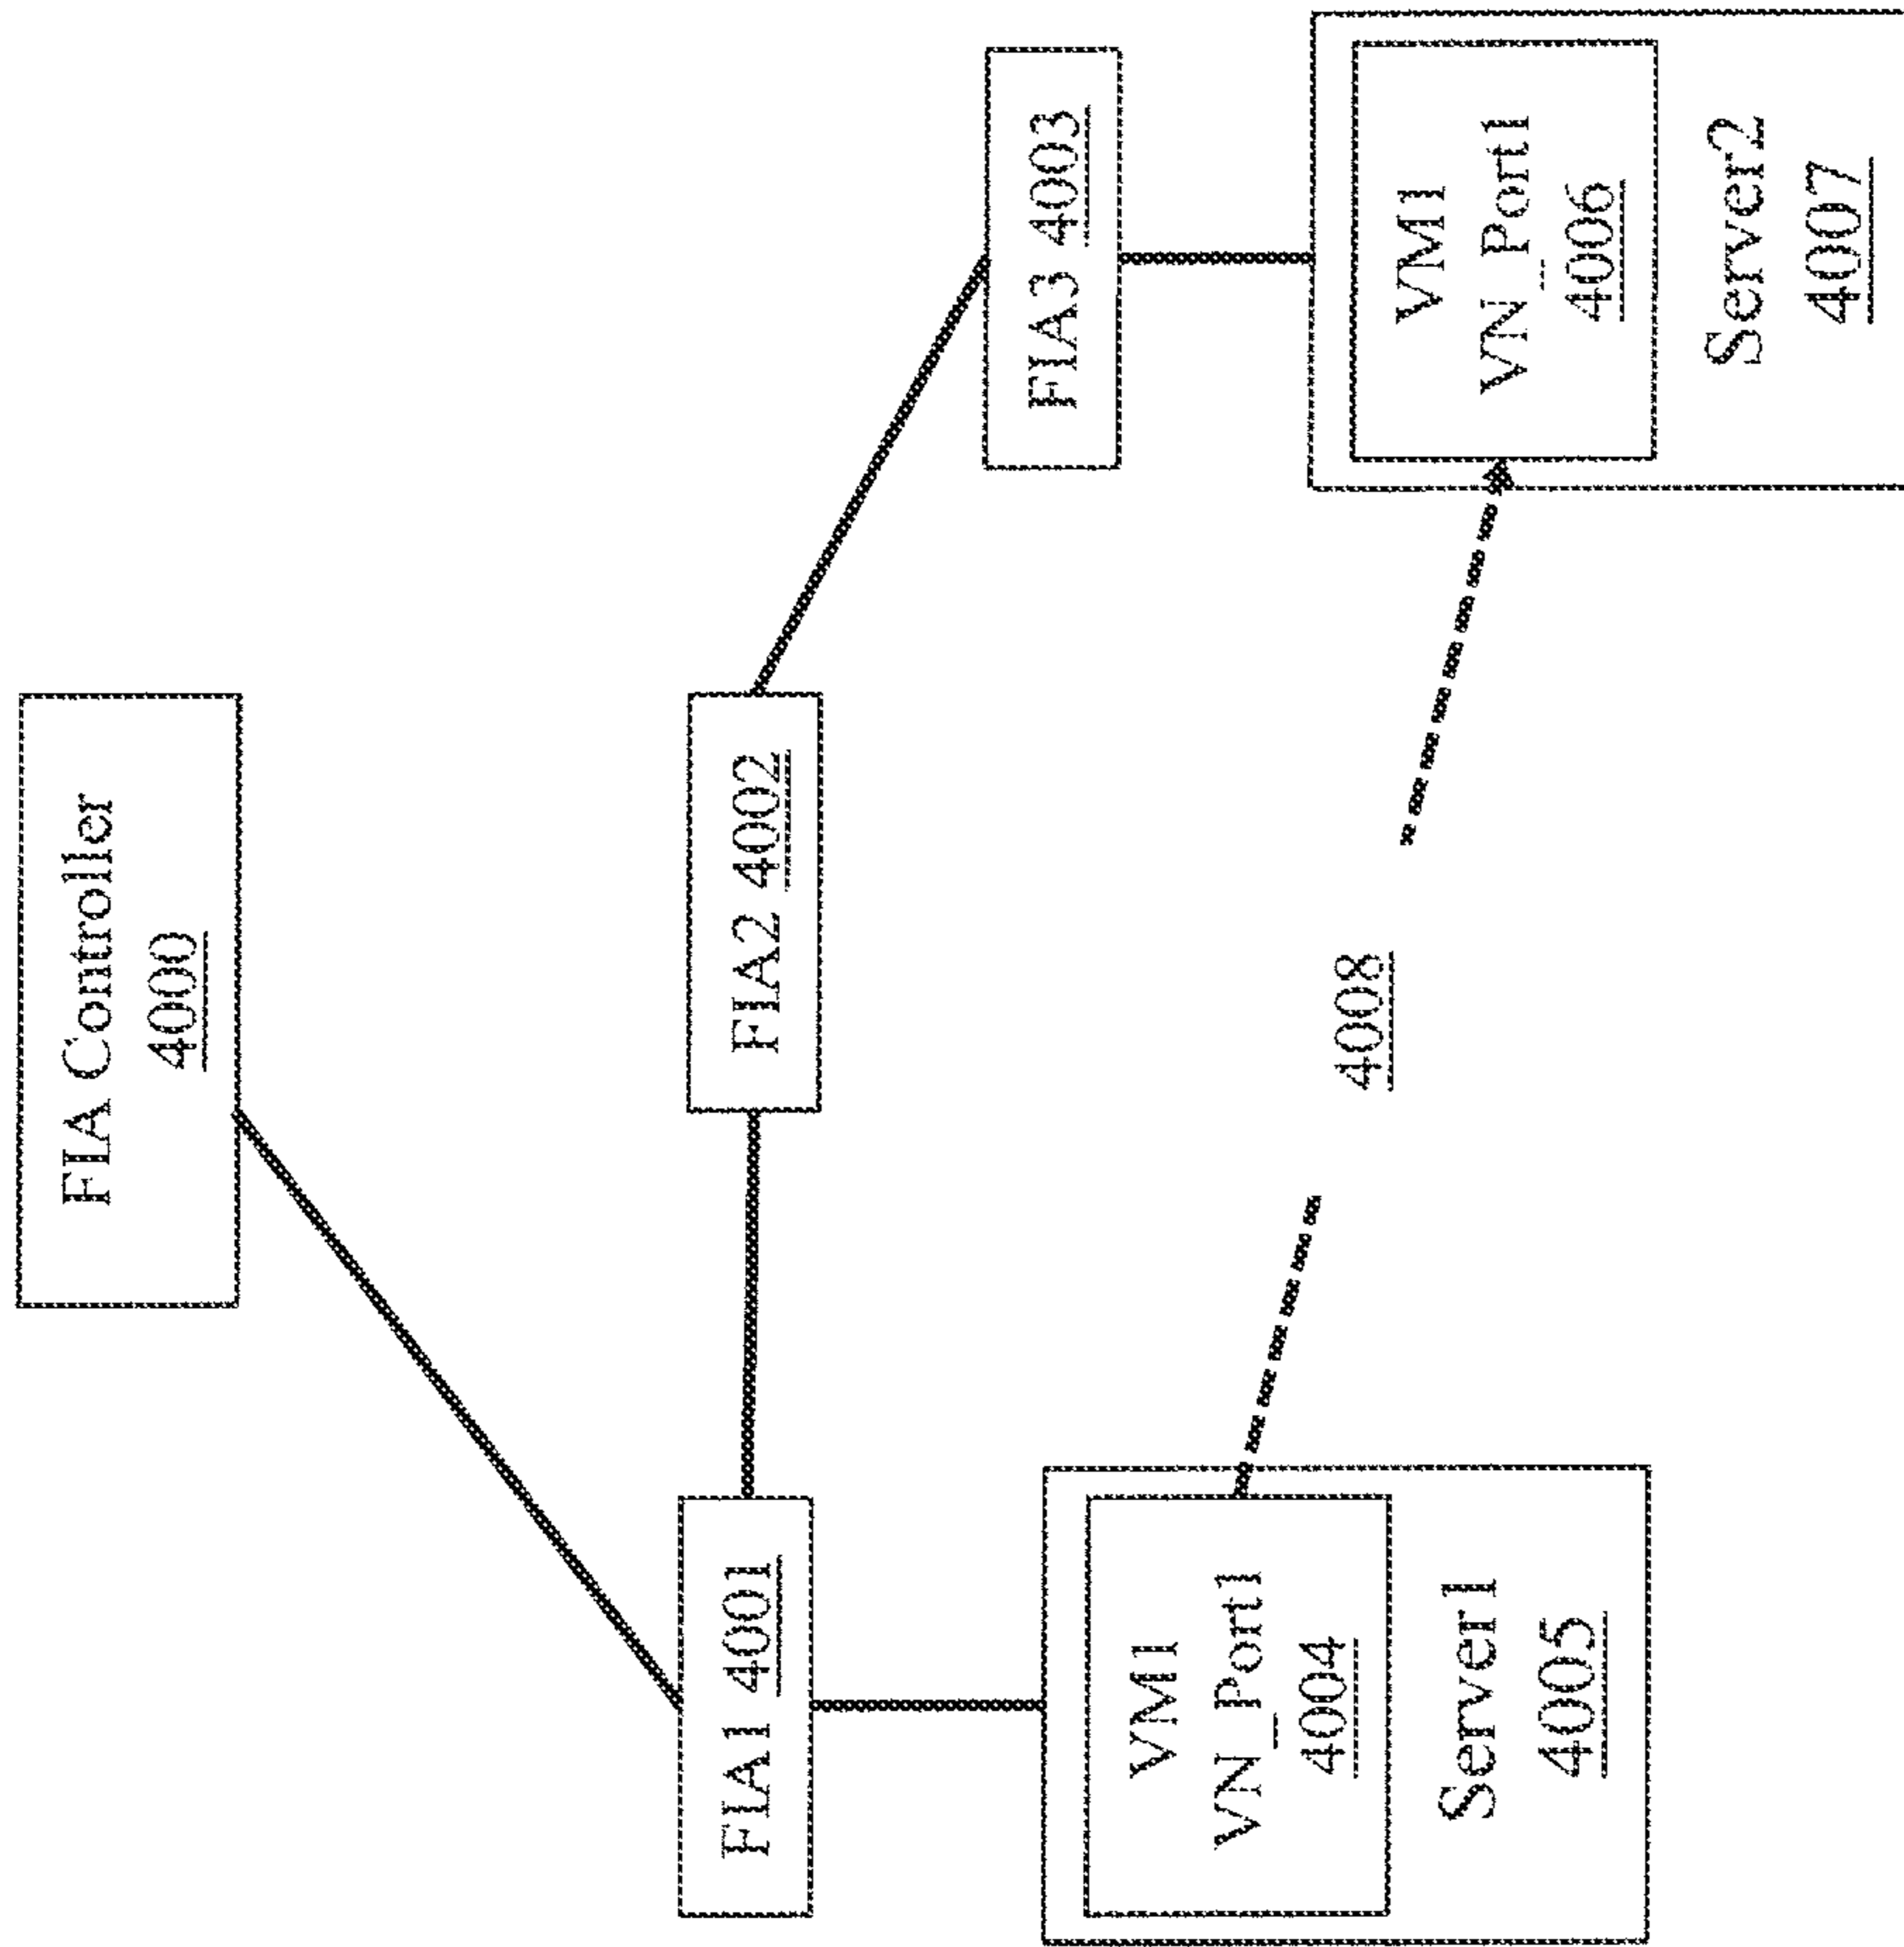 FIA Controller
4000
FIA1 4001
FIA2 4002
FIA3 4003
VM1
VN_Port1
4004
Server1
4005
4008
VM1
VN_Port1
4006
Server2
4007